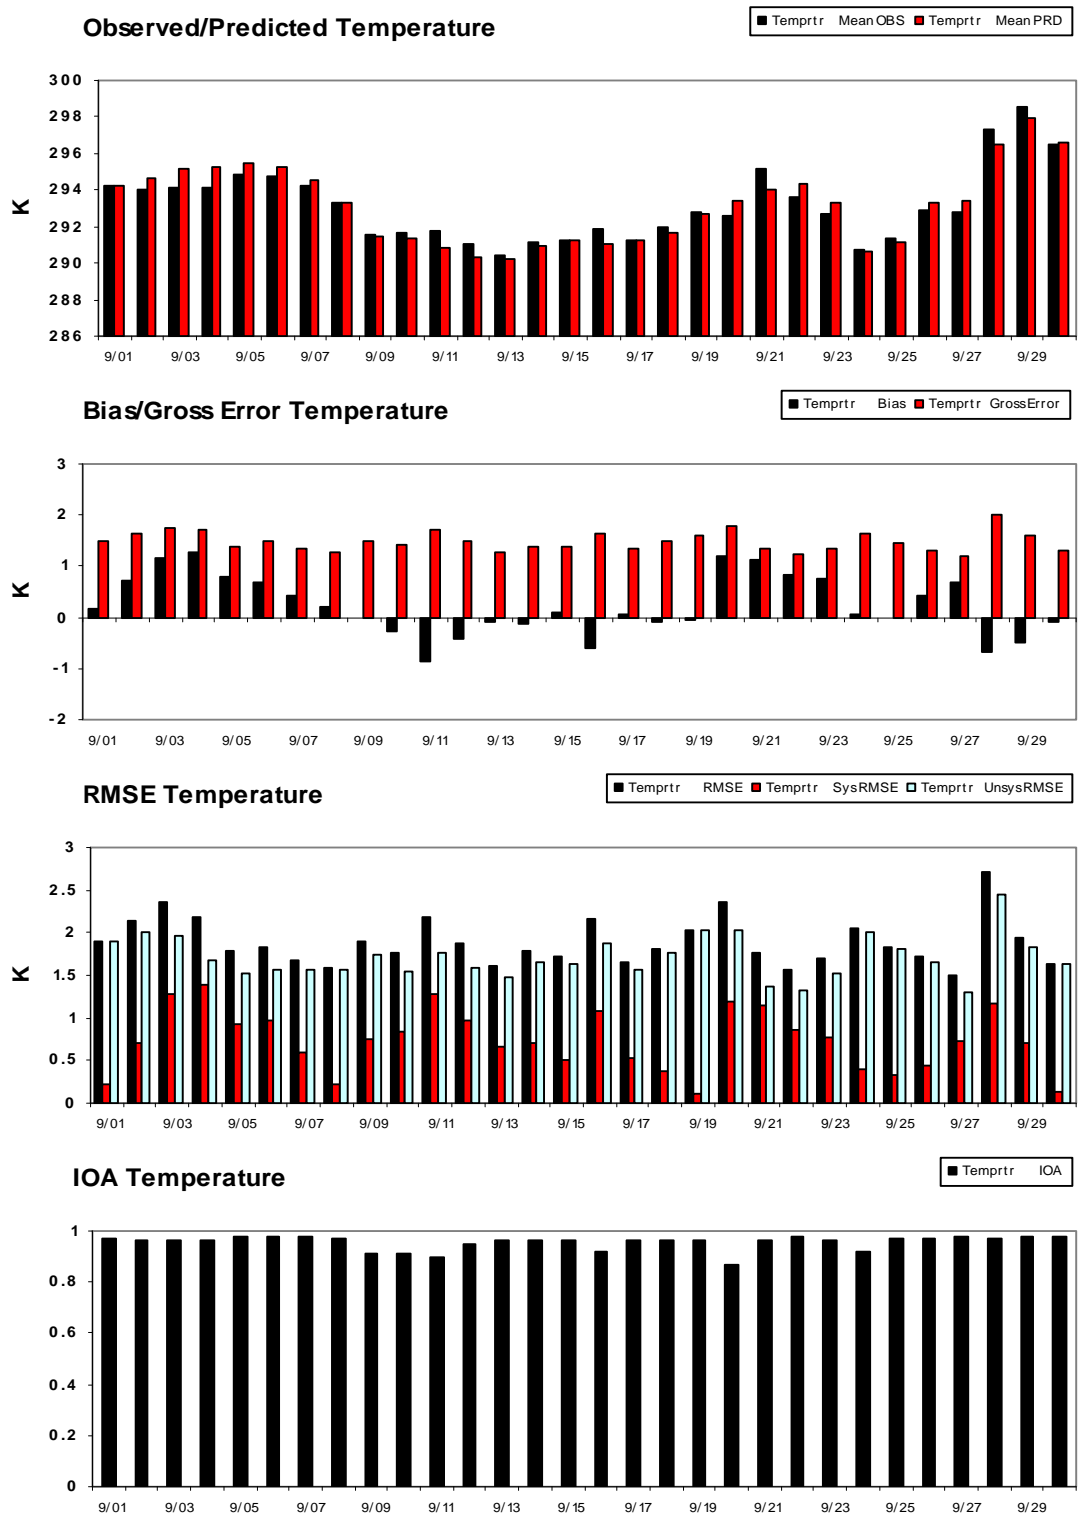 Observed/Predicted Temperature
Temprtr MeanOBS Temprtr MeanPRD
300
298
296
294
292
290
288
286
K
9/01 9/03 9/05 9/07 9/09 9/11 9/13 9/15 9/17 9/19 9/21 9/23 9/25 9/27 9/29
Bias/Gross Error Temperature
Temprtr Bias Temprtr GrossError
3
2
1
0
-1
-2
K
9/01 9/03 9/05 9/07 9/09 9/11 9/13 9/15 9/17 9/19 9/21 9/23 9/25 9/27 9/29
RMSE Temperature
Temprtr RMSE Temprtr SysRMSE Temprtr UnsysRMSE
3
2.5
2
1.5
1
0.5
0
K
9/01 9/03 9/05 9/07 9/09 9/11 9/13 9/15 9/17 9/19 9/21 9/23 9/25 9/27 9/29
IOA Temperature
Temprtr IOA
1
0.8
0.6
0.4
0.2
0
9/01 9/03 9/05 9/07 9/09 9/11 9/13 9/15 9/17 9/19 9/21 9/23 9/25 9/27 9/29